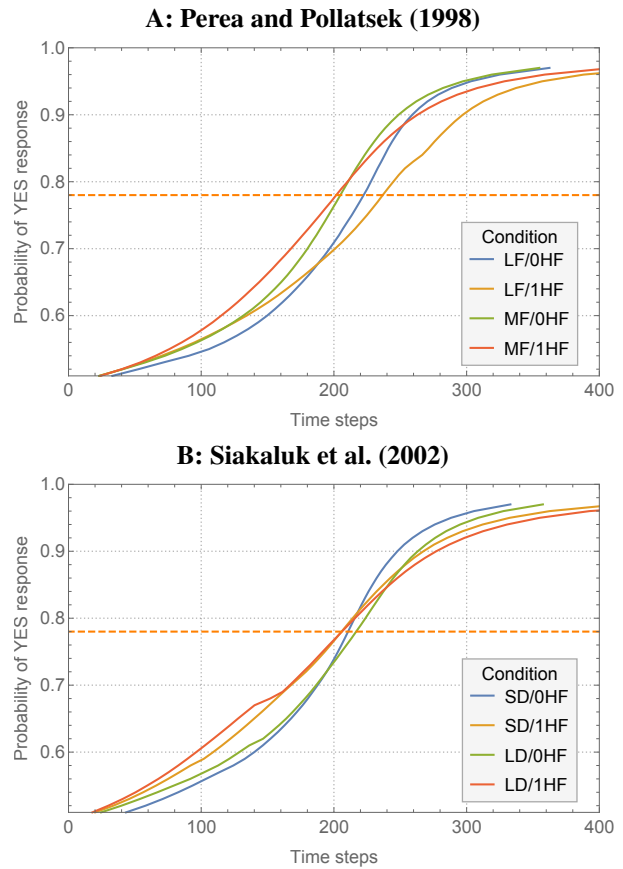 A: Perea and Pollatsek (1998)
1.0
0.9
0.8
0.7
0.6
Probability of YES response
Condition
LF/0HF
LF/1HF
MF/0HF
MF/1HF
0 100 200 300 400
Time steps
B: Siakaluk et al. (2002)
1.0
0.9
0.8
0.7
0.6
Probability of YES response
Condition
SD/0HF
SD/1HF
LD/0HF
LD/1HF
0 100 200 300 400
Time steps